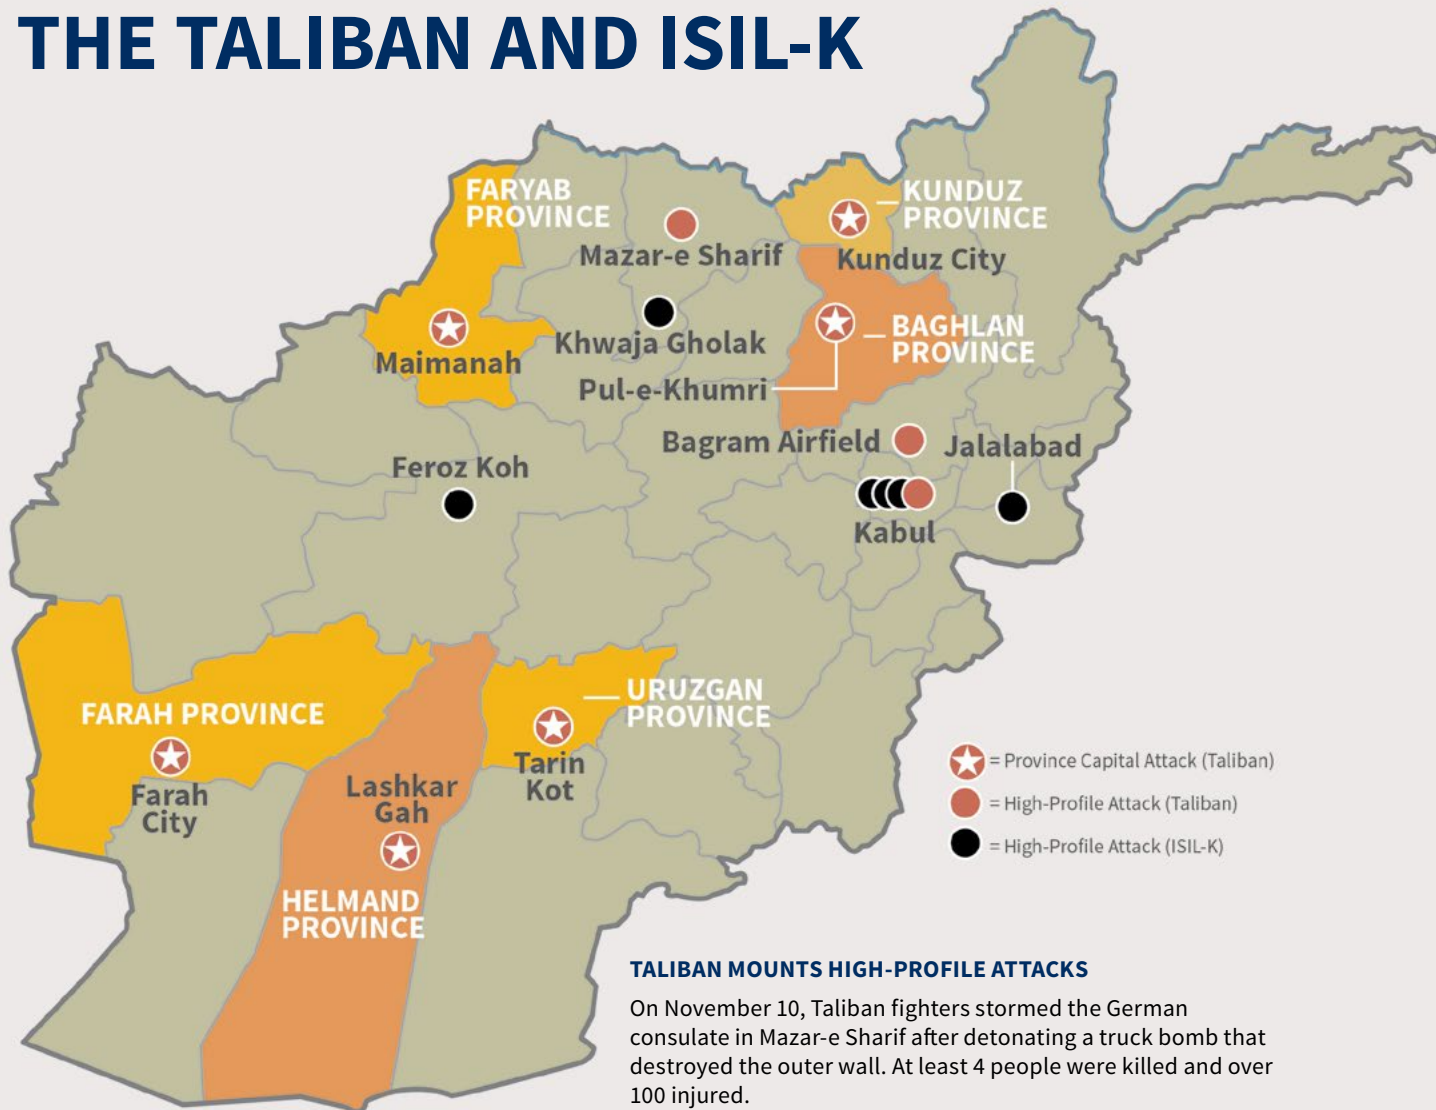 THE TALIBAN AND ISIL-K
FARYAB
PROVINCE
KUNDUZ
PROVINCE
Mazar-e Sharif
Kunduz City
Maimanah
Khwaja Gholak
BAGHLAN
PROVINCE
Pul-e-Khumri
Bagram Airfield
Jalalabad
Feroz Koh
Kabul
FARAH PROVINCE
URUZGAN
PROVINCE
Farah
City
Lashkar
Gah
Tarin
Kot
HELMAND
PROVINCE
= Province Capital Attack (Taliban)
= High-Profile Attack (Taliban)
= High-Profile Attack (ISIL-K)
TALIBAN MOUNTS HIGH-PROFILE ATTACKS
On November 10, Taliban fighters stormed the German
consulate in Mazar-e Sharif after detonating a truck bomb that
destroyed the outer wall. At least 4 people were killed and over
100 injured.